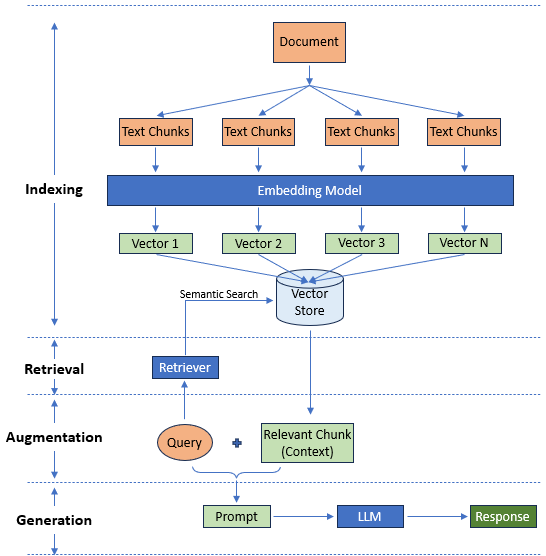 Document
Text Chunks
Text Chunks
Text Chunks
Text Chunks
Indexing
Embedding Model
Vector 1
Vector 2
Vector 3
Vector N
Semantic Search
Vector
Store
Retrieval
Retriever
Augmentation
Query
Relevant Chunk
(Context)
Generation
Prompt
LLM
Response